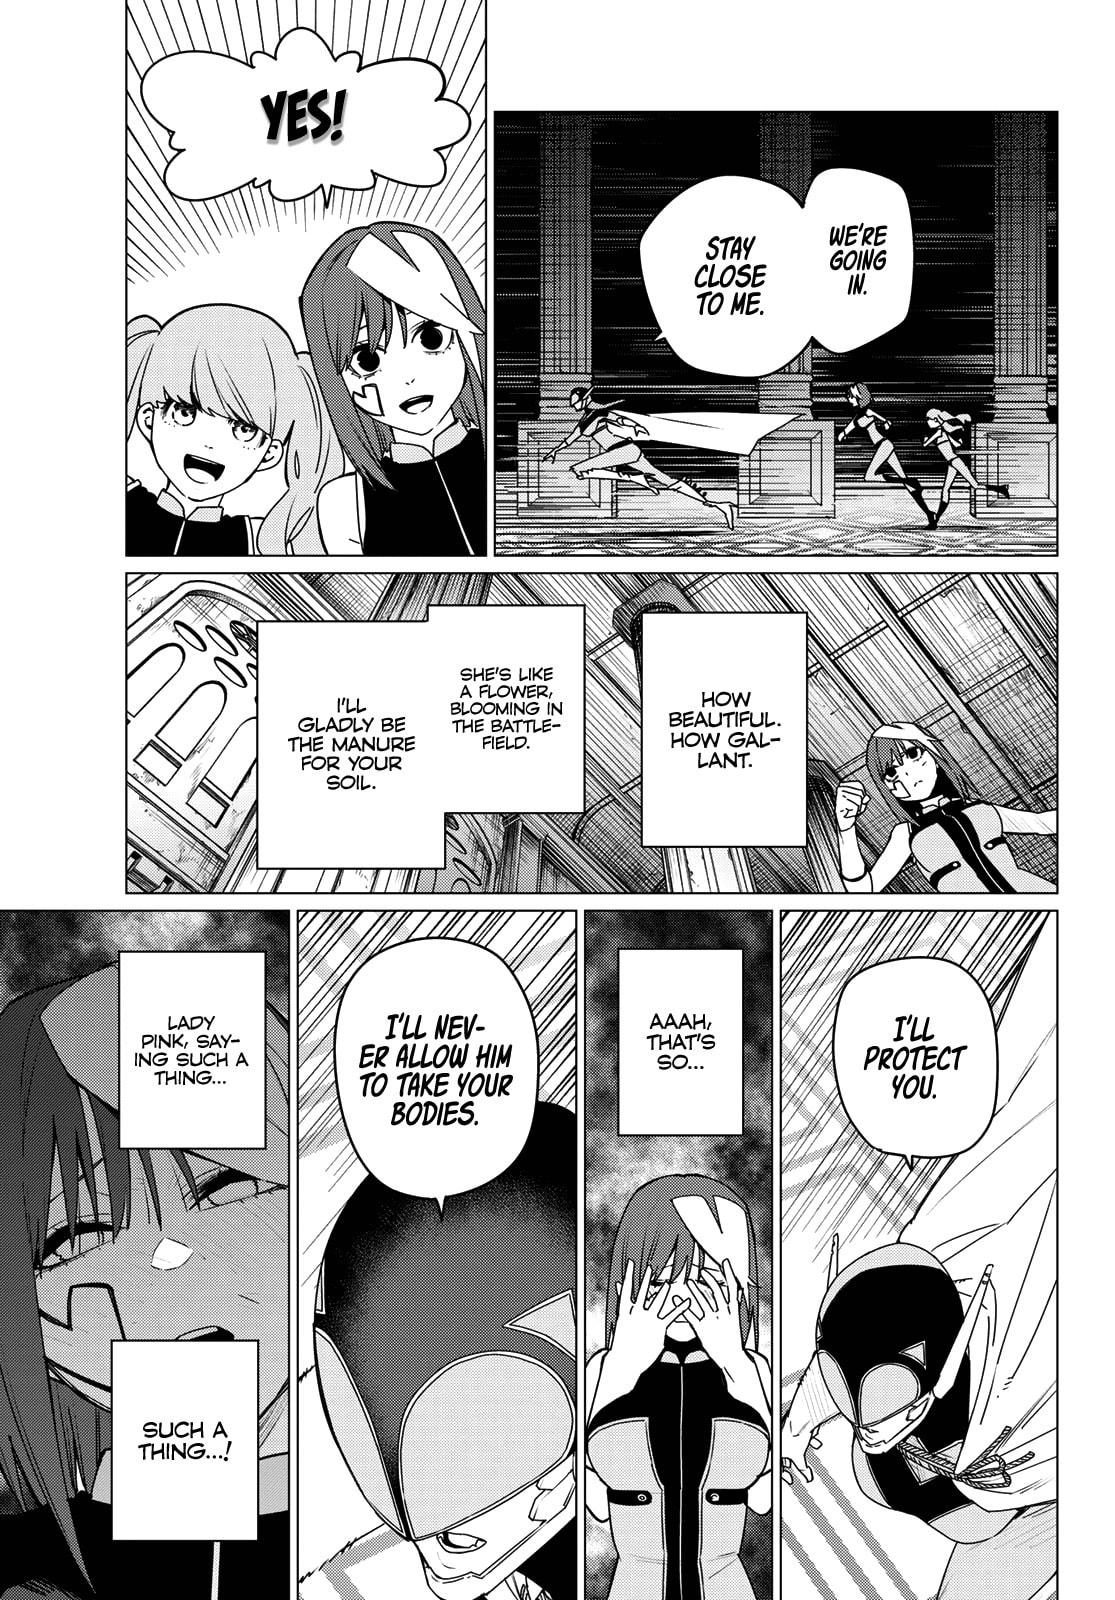 WE'RE
GOING
IN.
STAY
CLOSE
TO ME.
YES!
HOW
BEAUTIFUL.
HOW GAL-
LANT.
SHE'S LIKE
A FLOWER,
BLOOMING IN
THE BATTLE-
FIELD.
I'LL
GLADLY BE
THE MANURE
FOR YOUR
SOIL.
I'LL
PROTECT
YOU.
AAAH,
THAT'S
SO...
I'LL NEV-
ER ALLOW HIM
TO TAKE YOUR
BODIES.
LADY
PINK, SAY-
ING SUCH A
THING...
SUCH A
THING...!